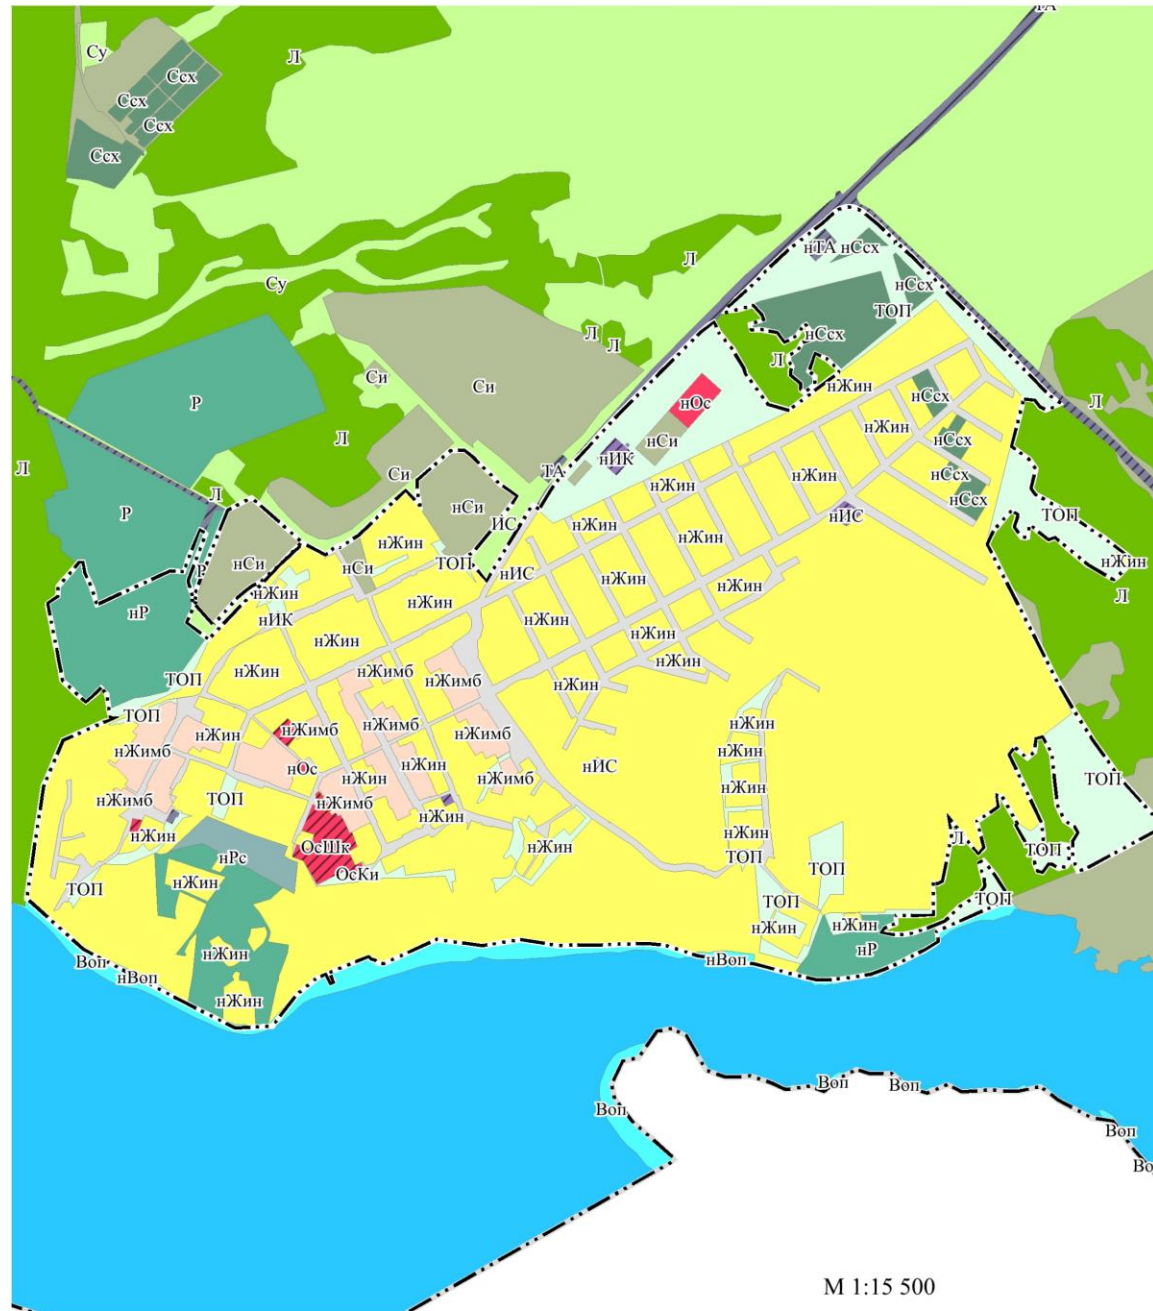 ТА
Су
Л
Ссх
Ссх
Ссх
нТА
нСсх
Л
Су
нСсх
ТОП
Л
нСсх
Л
Л
Си
Си
нЖин
Л
Р
нОс
нСсх
нЖин
Л
Л
нСи
нСсх
нИК
Л
Си
ТА
нЖин
нСсх
Л
нЖин
нСи
Р
нИС
ИС
нЖин
ТОП
нЖин
нЖин
нСи
ТОП
нЖин
нСи
Р
нИС
нЖин
нЖин
нЖин
Л
нР
нЖин
нИК
нЖин
нЖин
нЖин
нЖин
нЖин
нЖимб
нЖин
ТОП
нЖимб
нЖин
ТОП
нЖимб
нЖимб
нЖин
нЖин
нЖимб
нЖимб
нЖин
нИС
нОс
нЖин
нЖин
нЖимб
ТОП
нЖин
ТОП
нЖимб
нЖимб
нЖин
нЖин
нЖин
Л
ОсШк
нЖин
ТОП
нРс
ТОП
ТОП
ОсКи
нЖин
ТОП
ТОП
ТОП
ТОП
нЖин
нЖин
нЖин
нР
Воп
нВоп
нВоп
нЖин
Воп
Воп
Воп
Воп
М 1:15 500